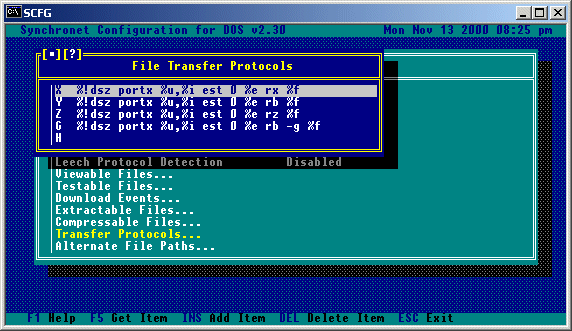 SCFG
Synchronet Configuration for DOS v2.30 Mon Nov 13 2000 08:25 pm
[■][?]
File Transfer Protocols
X %!dsz portx %u,%i est 0 %e rx %f
Y %!dsz portx %u,%i est 0 %e rb %f
Z %!dsz portx %u,%i est 0 %e rz %f
G %!dsz portx %u,%i est 0 %e rb -g %f
H
Leech Protocol Detection Disabled
Viewable Files...
Testable Files...
Download Events...
Extractable Files...
Compressable Files...
Transfer Protocols...
Alternate File Paths...
F1 Help F5 Get Item INS Add Item DEL Delete Item ESC Exit